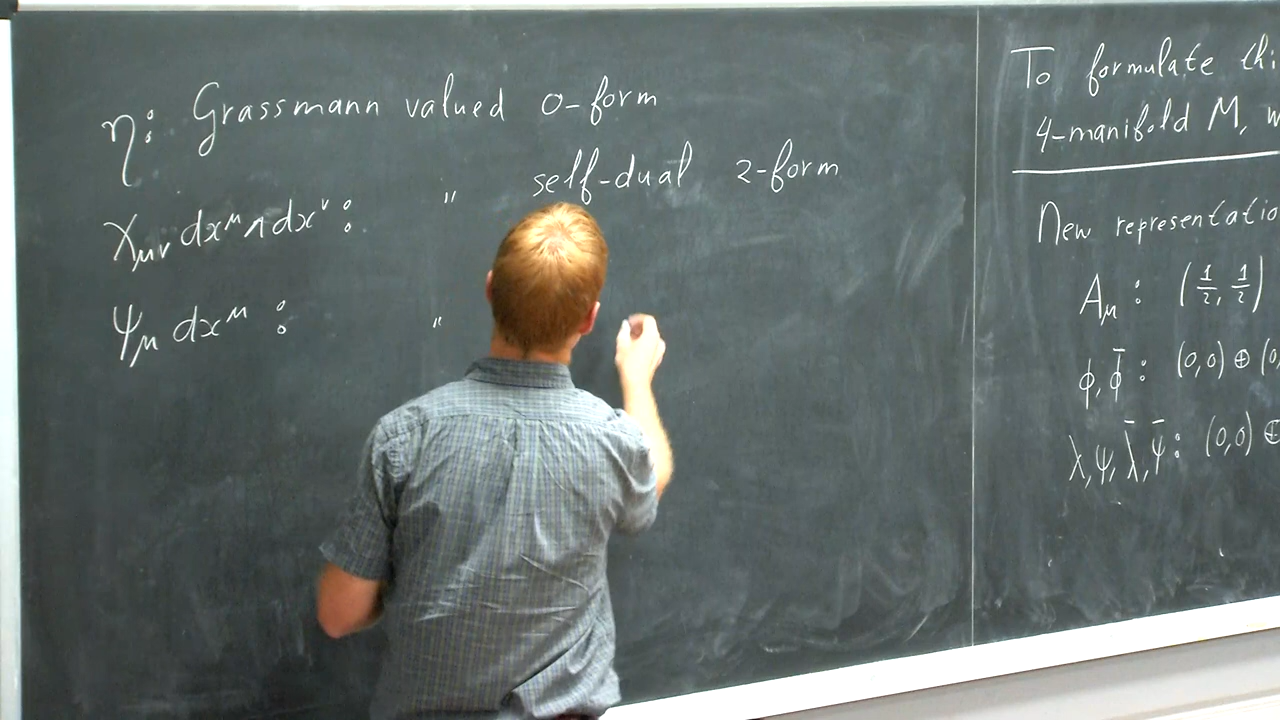 η: Grassmann valued 0-form
χ_μν dx^μ ∧ dx^ν : " self-dual 2-form
ψ_μ dx^μ : "
To formulate thi
4-manifold M, w
New representatio
A_μ : (1/2, 1/2)
ϕ, ϕ̄ : (0,0) ⊕ (0,
λ, ψ, λ̄, ψ̄ : (0,0) ⊕